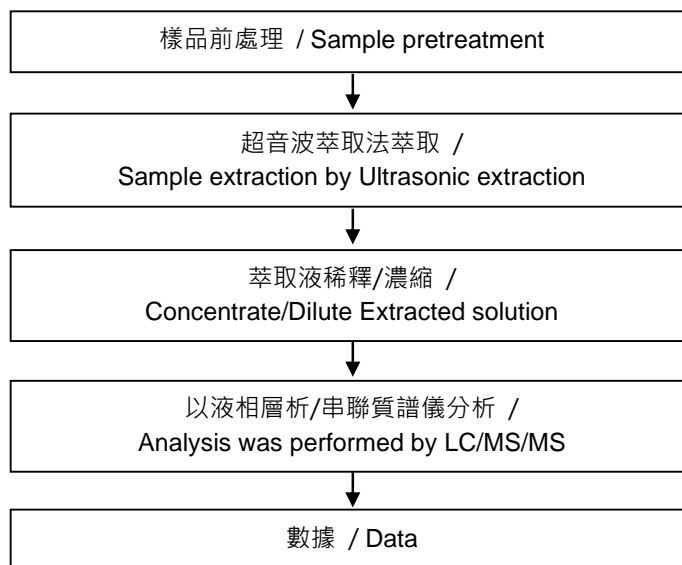 樣品前處理 / Sample pretreatment
超音波萃取法萃取 /
Sample extraction by Ultrasonic extraction
萃取液稀釋/濃縮 /
Concentrate/Dilute Extracted solution
以液相層析/串聯質譜儀分析 /
Analysis was performed by LC/MS/MS
數據 / Data